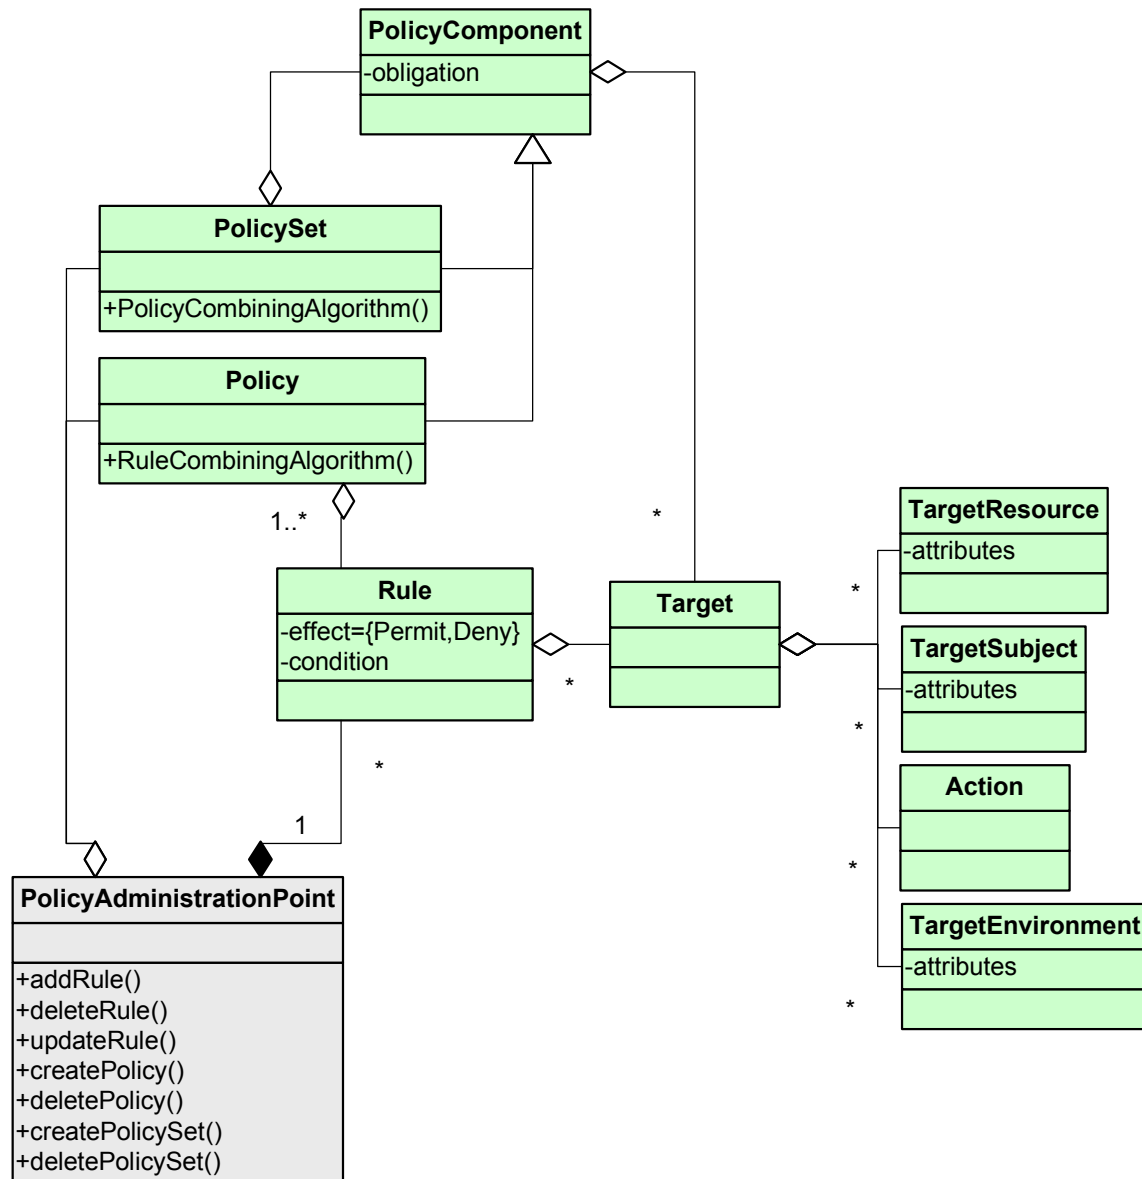 PolicyComponent
-obligation
PolicySet
+PolicyCombiningAlgorithm()
Policy
+RuleCombiningAlgorithm()
1..*
*
Rule
-effect={Permit,Deny}
-condition
*
Target
TargetResource
-attributes
*
TargetSubject
-attributes
*
Action
*
TargetEnvironment
-attributes
*
*
1
PolicyAdministrationPoint
+addRule()
+deleteRule()
+updateRule()
+createPolicy()
+deletePolicy()
+createPolicySet()
+deletePolicySet()